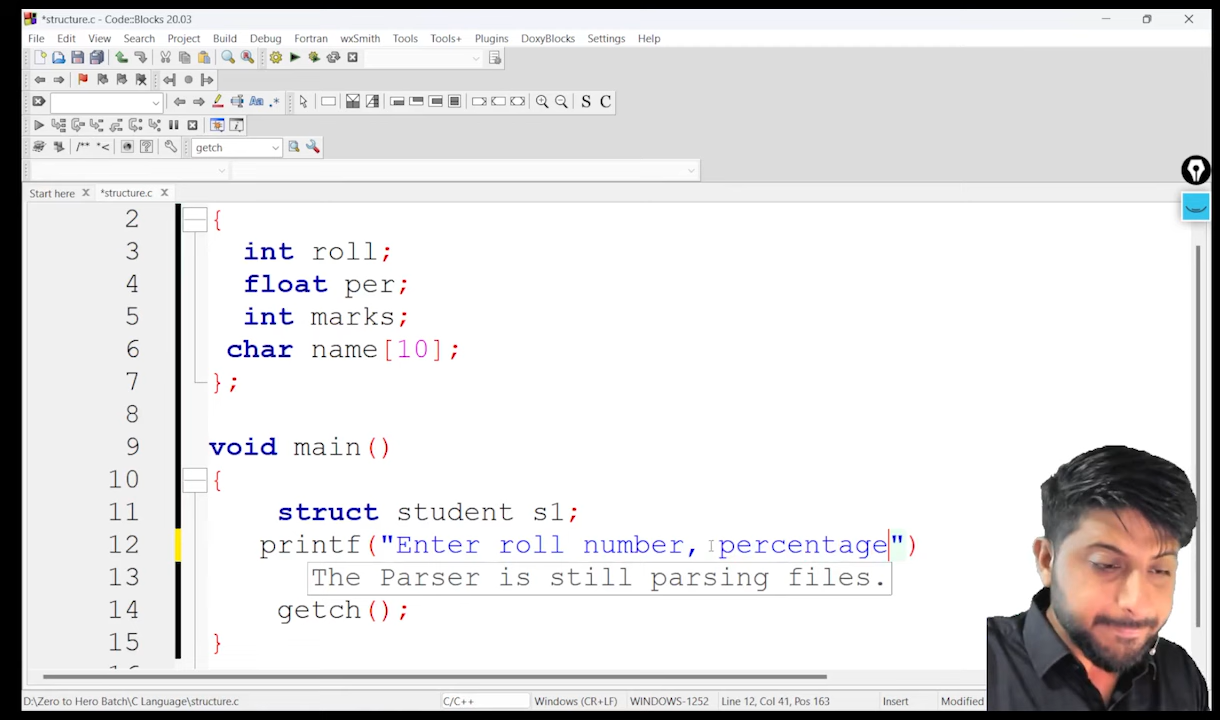 *structure.c - Code::Blocks 20.03
File Edit View Search Project Build Debug Fortran wxSmith Tools Tools+ Plugins DoxyBlocks Settings Help
S C
/** *<
getch
Start here *structure.c
2 {
3 int roll;
4 float per;
5 int marks;
6 char name[10];
7 };
8
9 void main()
10 {
11 struct student s1;
12 printf("Enter roll number, percentage")
13 The Parser is still parsing files.
14 getch();
15 }
D:\Zero to Hero Batch\C Language\structure.c C/C++ Windows (CR+LF) WINDOWS-1252 Line 12, Col 41, Pos 163 Insert Modified